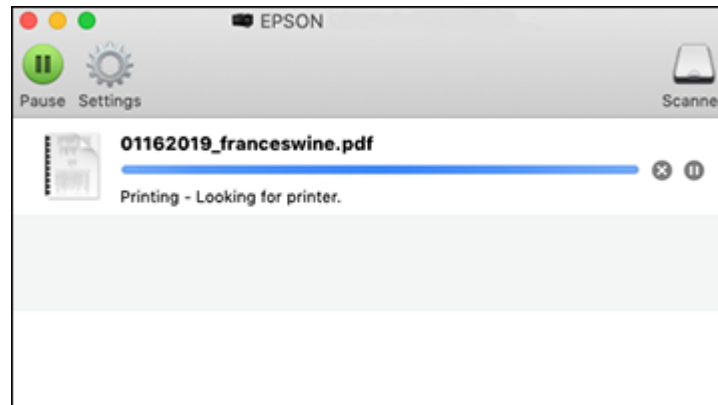 EPSON
Pause Settings
Scanne
01162019_franceswine.pdf
Printing - Looking for printer.